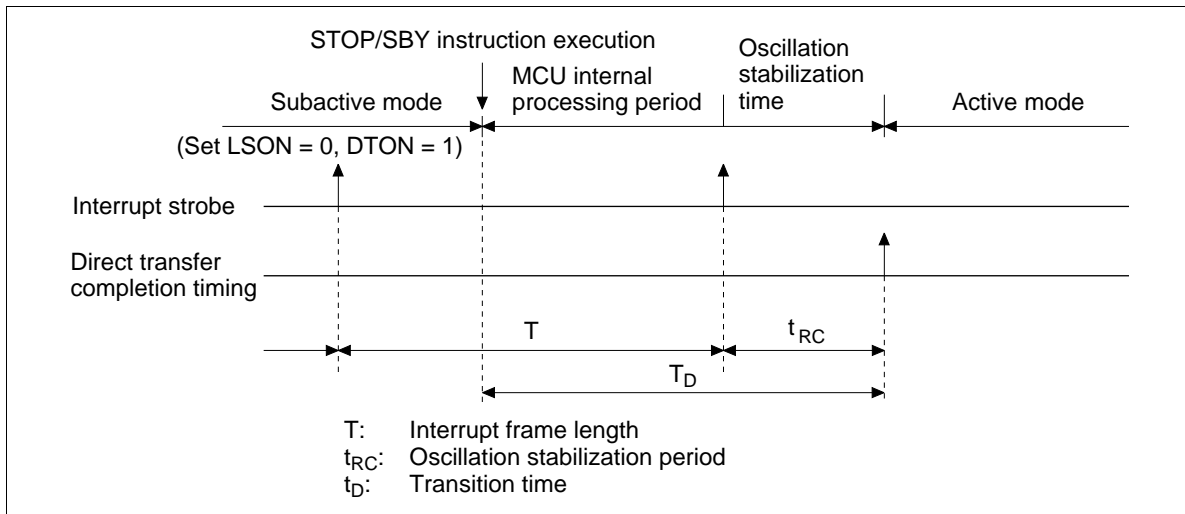 STOP/SBY instruction execution
Oscillation
stabilization
time
MCU internal
processing period
Subactive mode
Active mode
(Set LSON = 0, DTON = 1)
Interrupt strobe
Direct transfer
completion timing
T
tRC
TD
T: Interrupt frame length
tRC: Oscillation stabilization period
tD: Transition time